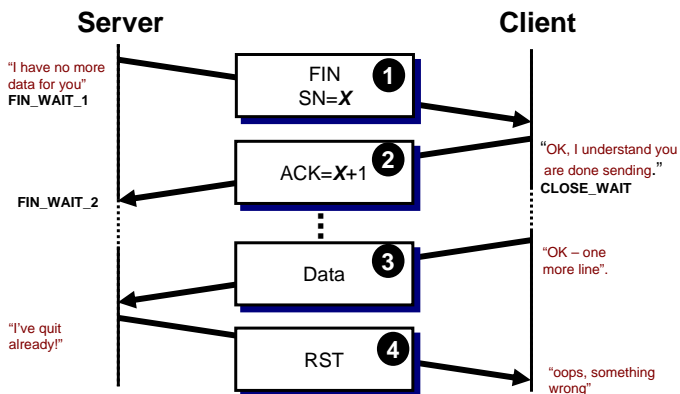 Server
Client
“I have no more
data for you”
FIN_WAIT_1
FIN
SN=X
1
ACK=X+1
2
“OK, I understand you
are done sending.”
CLOSE_WAIT
FIN_WAIT_2
Data
3
“OK – one
more line”.
“I’ve quit
already!”
RST
4
“oops, something
wrong”